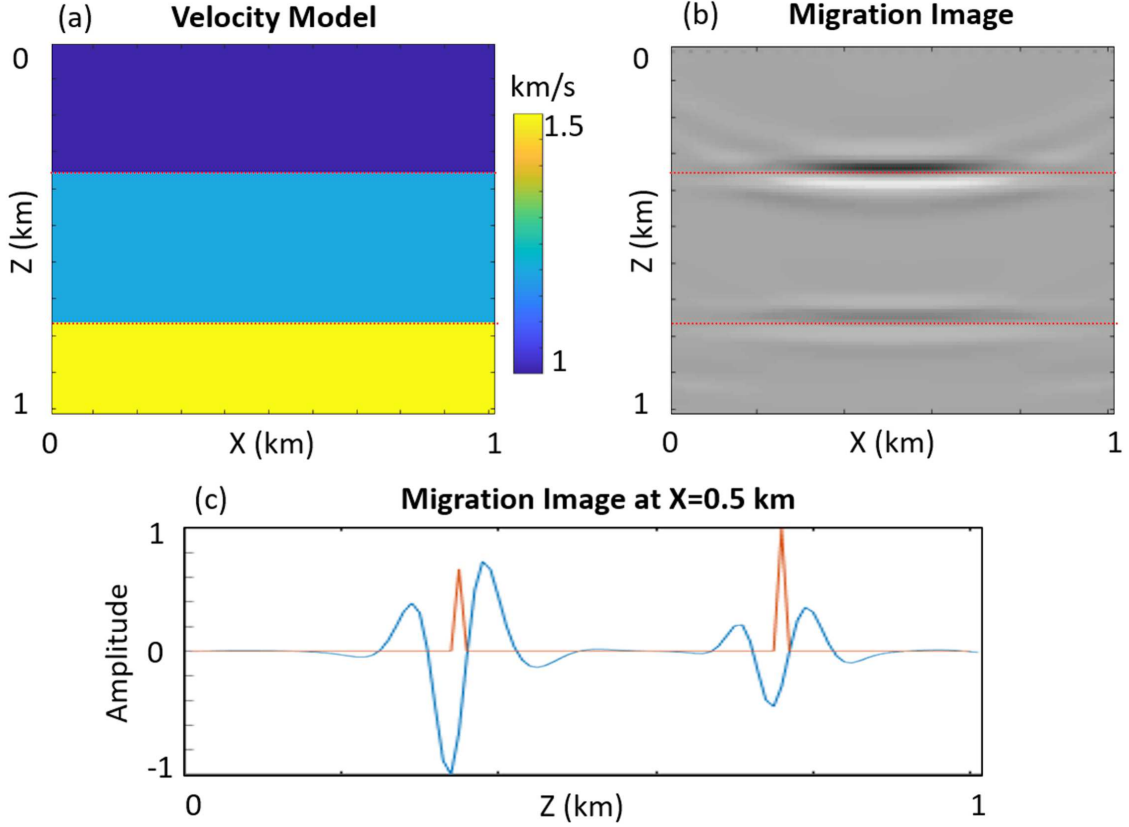 (a) Velocity Model
0
Z (km)
1
0 X (km) 1
km/s
1.5
1
(b) Migration Image
0
Z (km)
1
0 X (km) 1
(c) Migration Image at X=0.5 km
1
Amplitude
0
-1
0 Z (km) 1